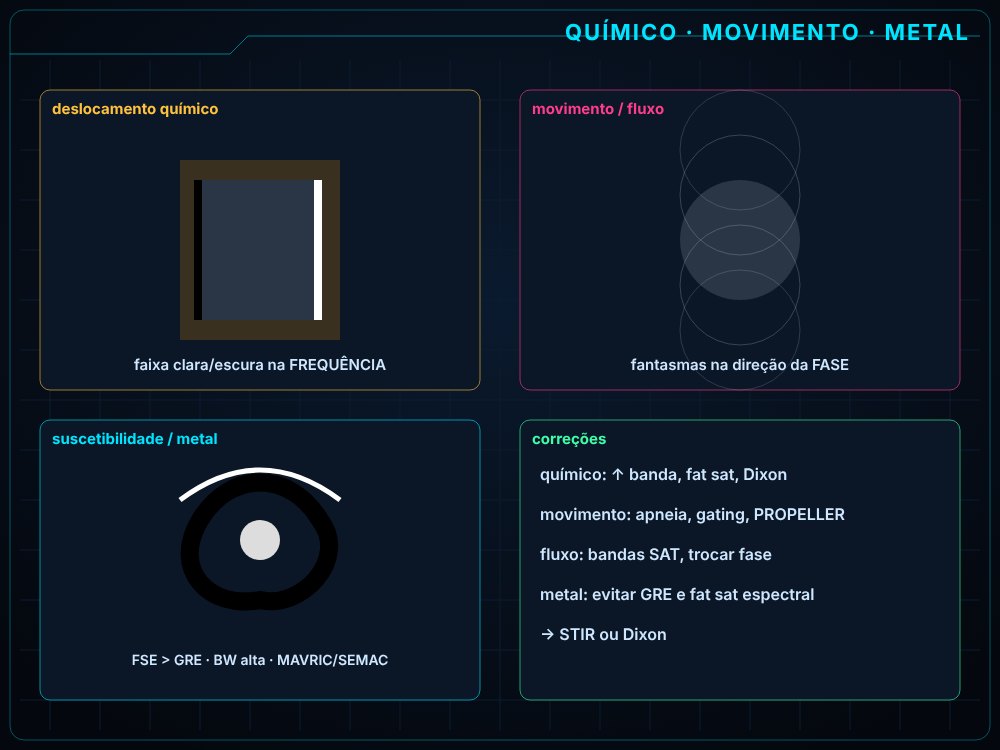 QUÍMICO · MOVIMENTO · METAL
deslocamento químico
faixa clara/escura na FREQUÊNCIA
movimento / fluxo
fantasmas na direção da FASE
suscetibilidade / metal
FSE > GRE · BW alta · MAVRIC/SEMAC
correções
químico: ↑ banda, fat sat, Dixon
movimento: apneia, gating, PROPELLER
fluxo: bandas SAT, trocar fase
metal: evitar GRE e fat sat espectral
→ STIR ou Dixon